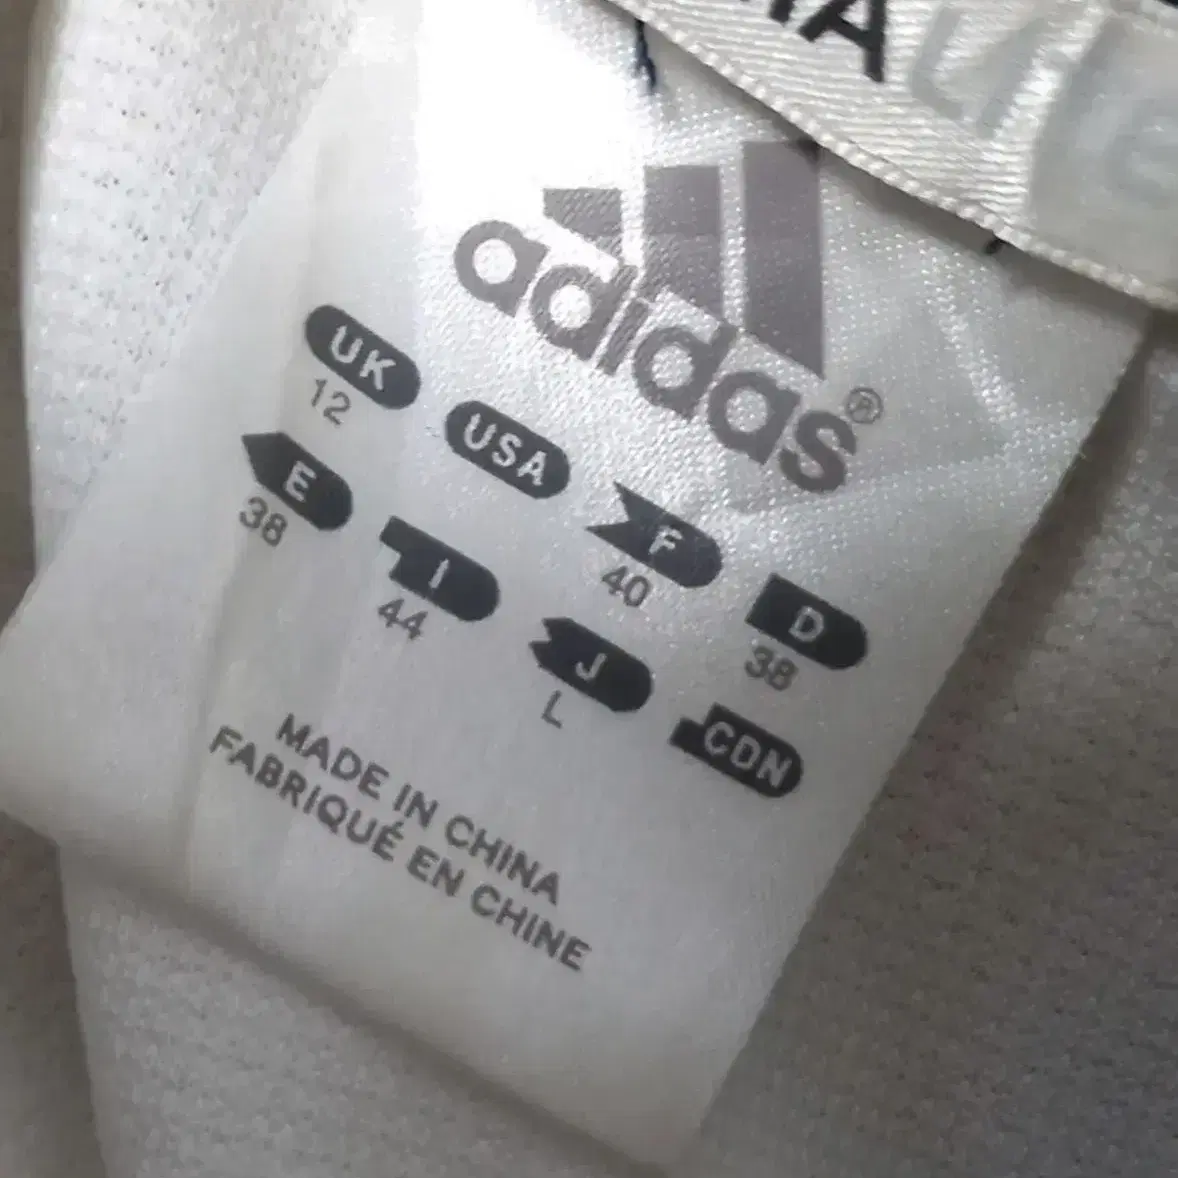 adidas®
UK USA F D
12 40 38
E I J CDN
38 44 L
MADE IN CHINA
FABRIQUÉ EN CHINE